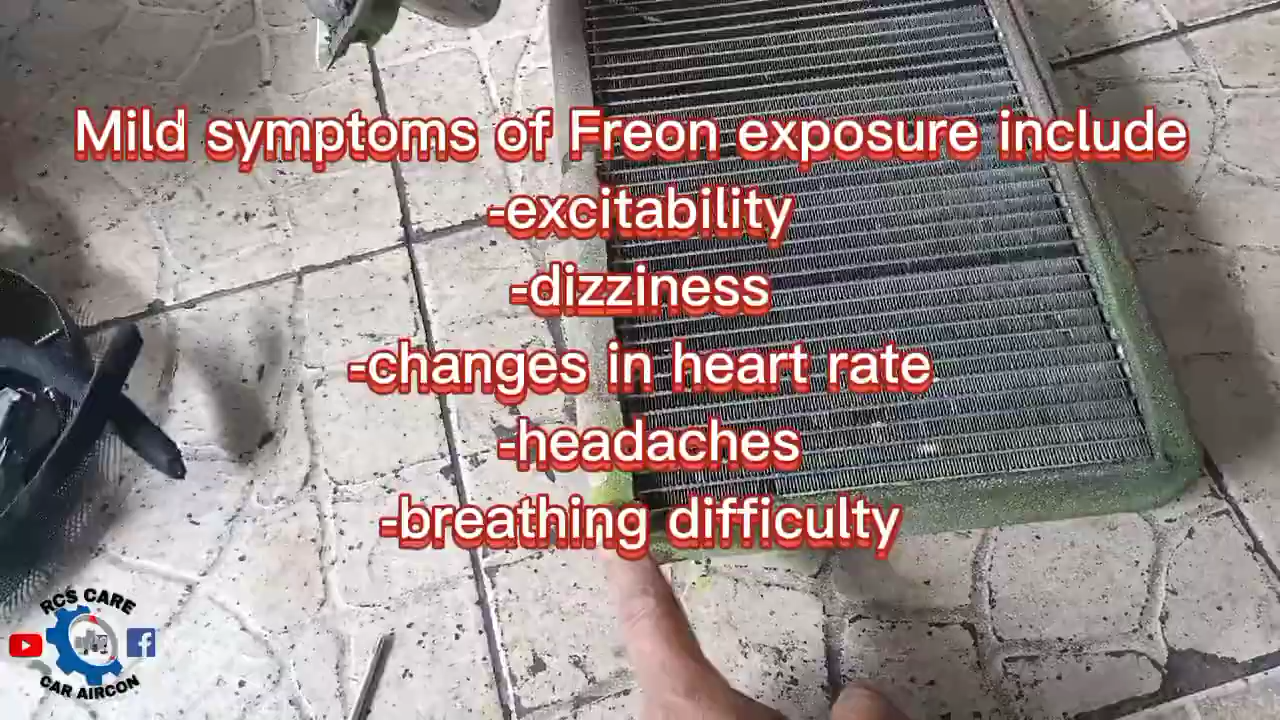 Mild symptoms of Freon exposure include
-excitability
-dizziness
-changes in heart rate
-headaches
-breathing difficulty
RCS CARE
CAR AIRCON